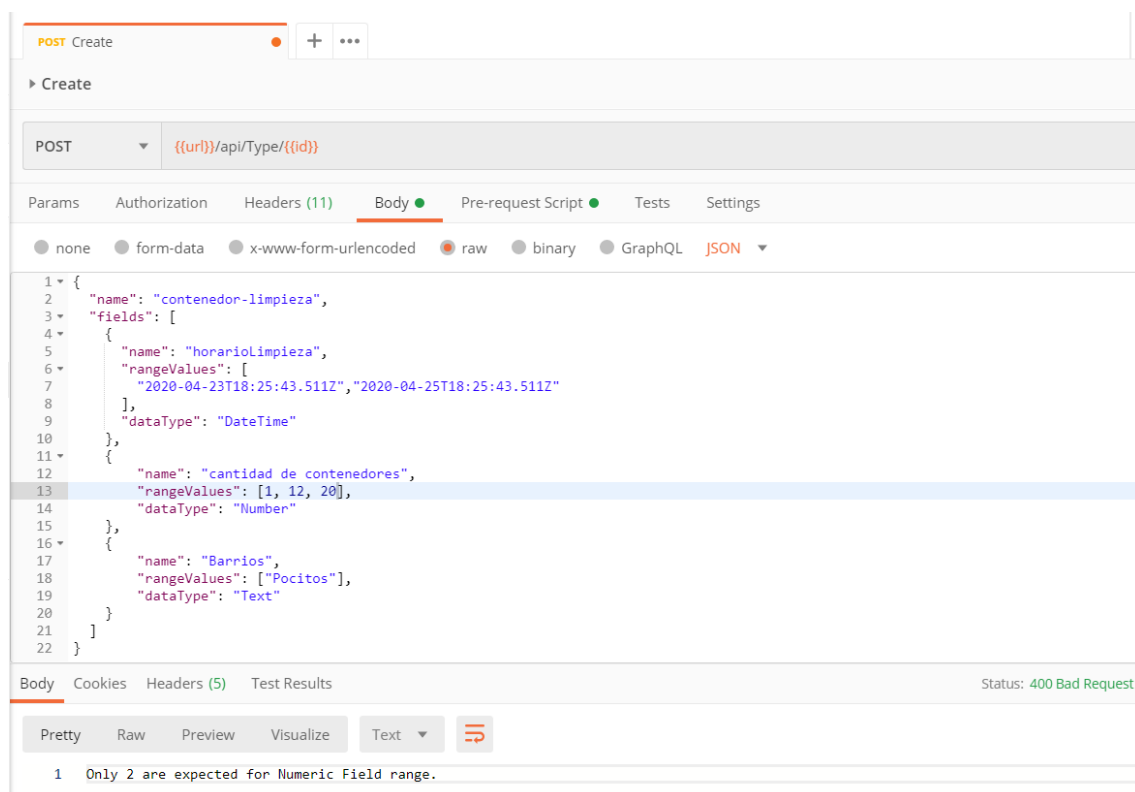 POST Create
Create
POST {{url}}/api/Type/{{id}}
Params Authorization Headers (11) Body Pre-request Script Tests Settings
none form-data x-www-form-urlencoded raw binary GraphQL JSON
1 {
2 "name": "contenedor-limpieza",
3 "fields": [
4 {
5 "name": "horarioLimpieza",
6 "rangeValues": [
7 "2020-04-23T18:25:43.511Z","2020-04-25T18:25:43.511Z"
8 ],
9 "dataType": "DateTime"
10 },
11 {
12 "name": "cantidad de contenedores",
13 "rangeValues": [1, 12, 20],
14 "dataType": "Number"
15 },
16 {
17 "name": "Barrios",
18 "rangeValues": ["Pocitos"],
19 "dataType": "Text"
20 }
21 ]
22 }
Body Cookies Headers (5) Test Results Status: 400 Bad Request
Pretty Raw Preview Visualize Text
1 Only 2 are expected for Numeric Field range.